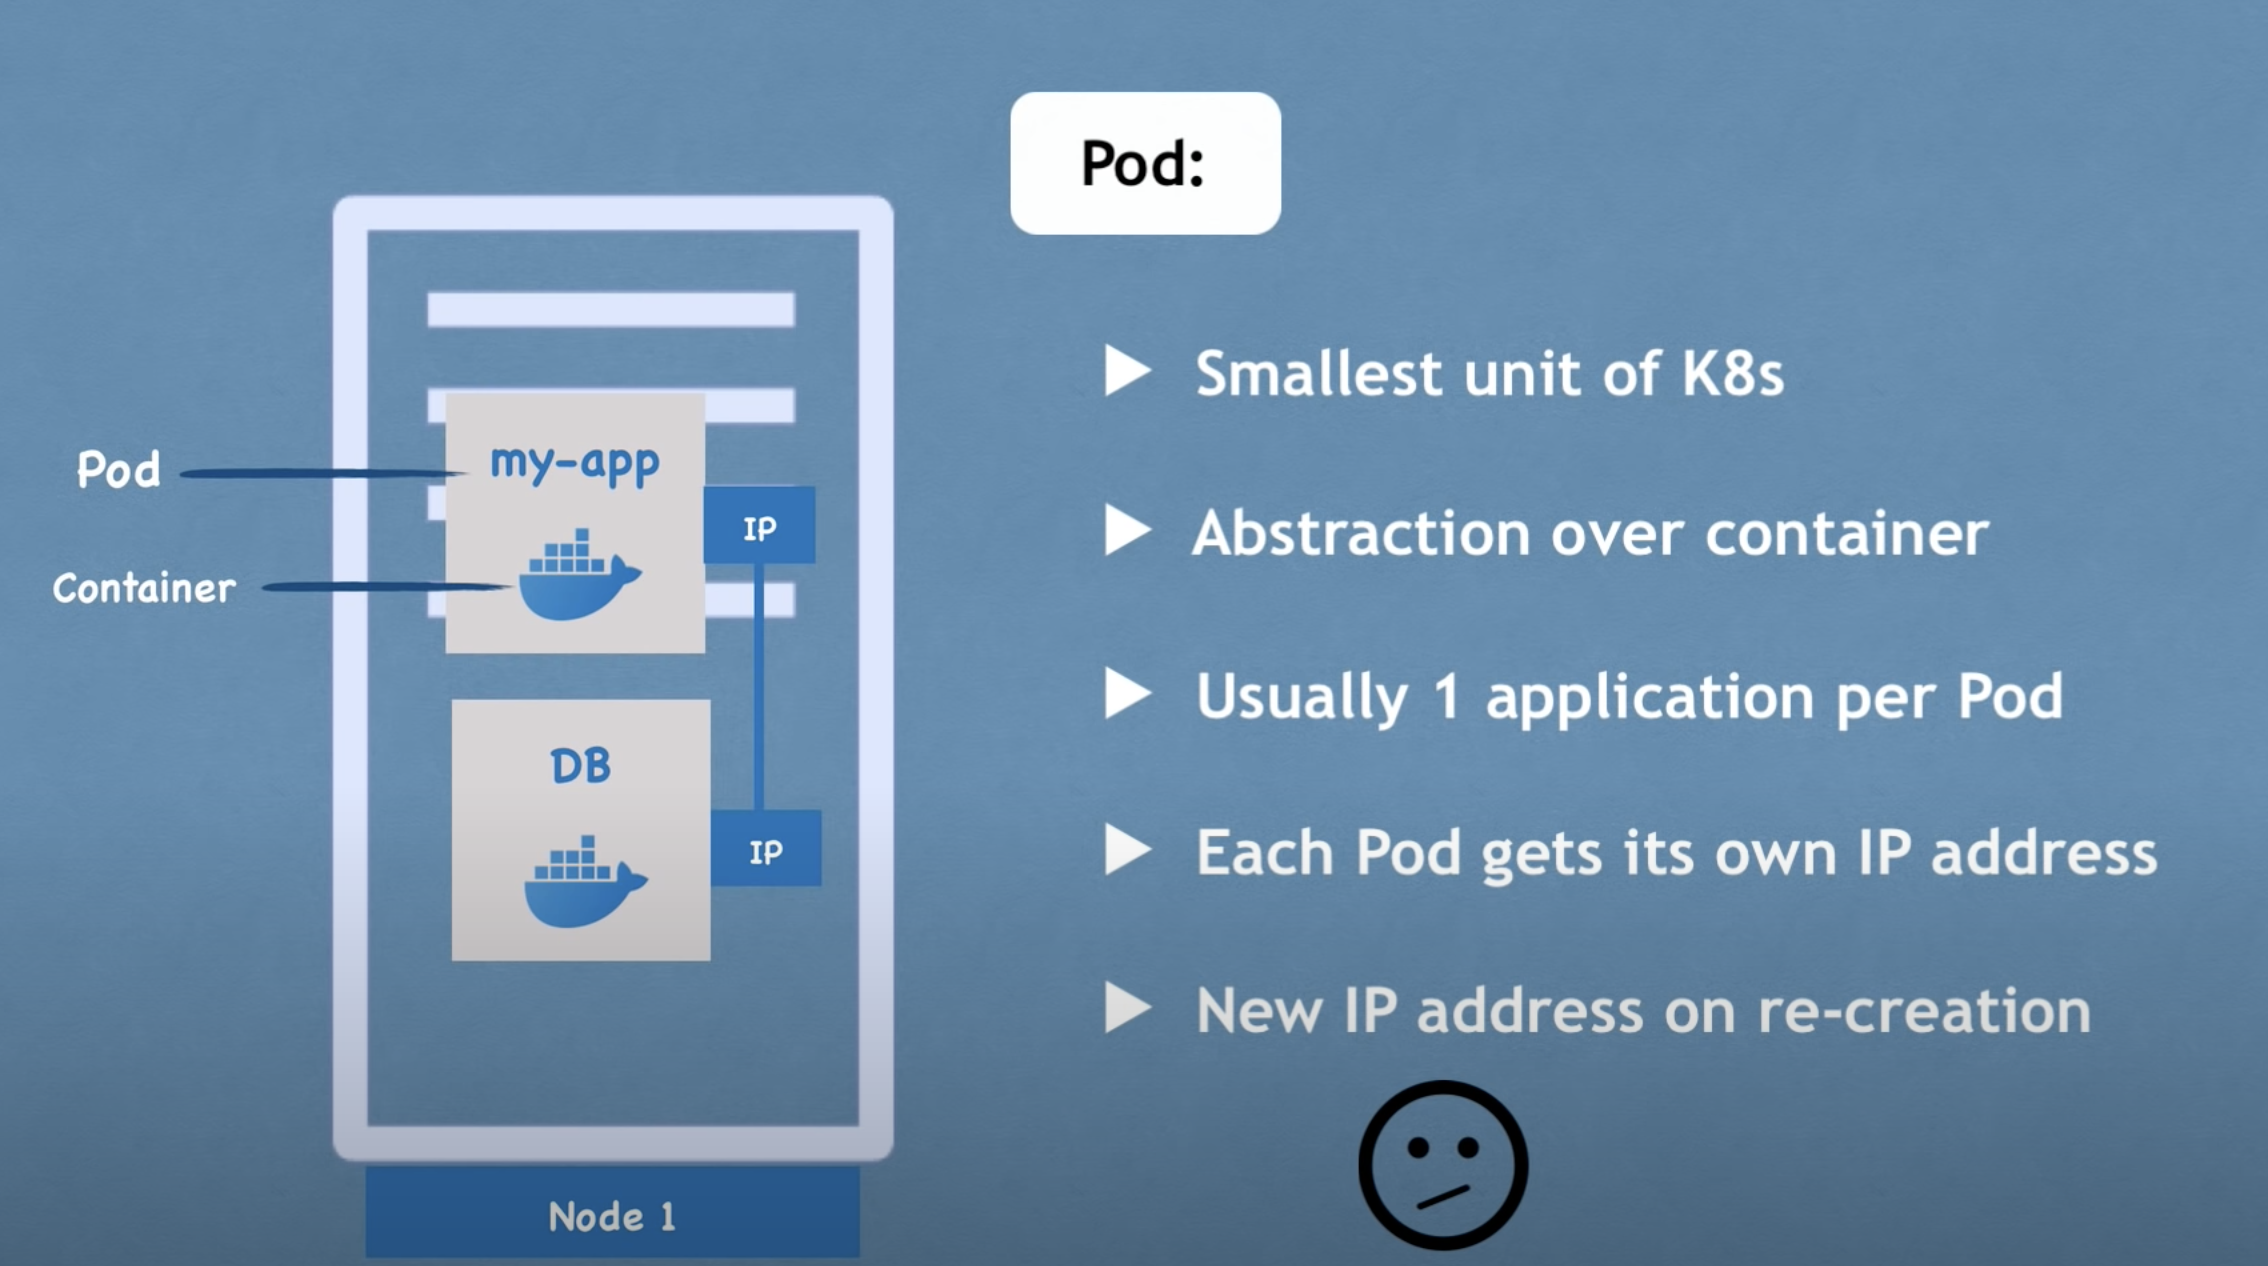 Pod:
Pod
Container
my-app
IP
DB
IP
Node 1
Smallest unit of K8s
Abstraction over container
Usually 1 application per Pod
Each Pod gets its own IP address
New IP address on re-creation